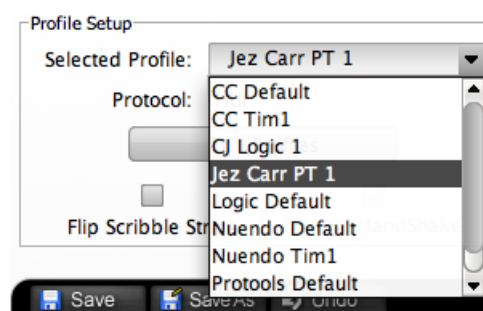 Profile Setup
Selected Profile: Jez Carr PT 1
Protocol:
CC Default
CC Tim1
CJ Logic 1
Jez Carr PT 1
Logic Default
Nuendo Default
Nuendo Tim1
Protools Default
Flip Scribble Str HandShake
Save Save As Undo